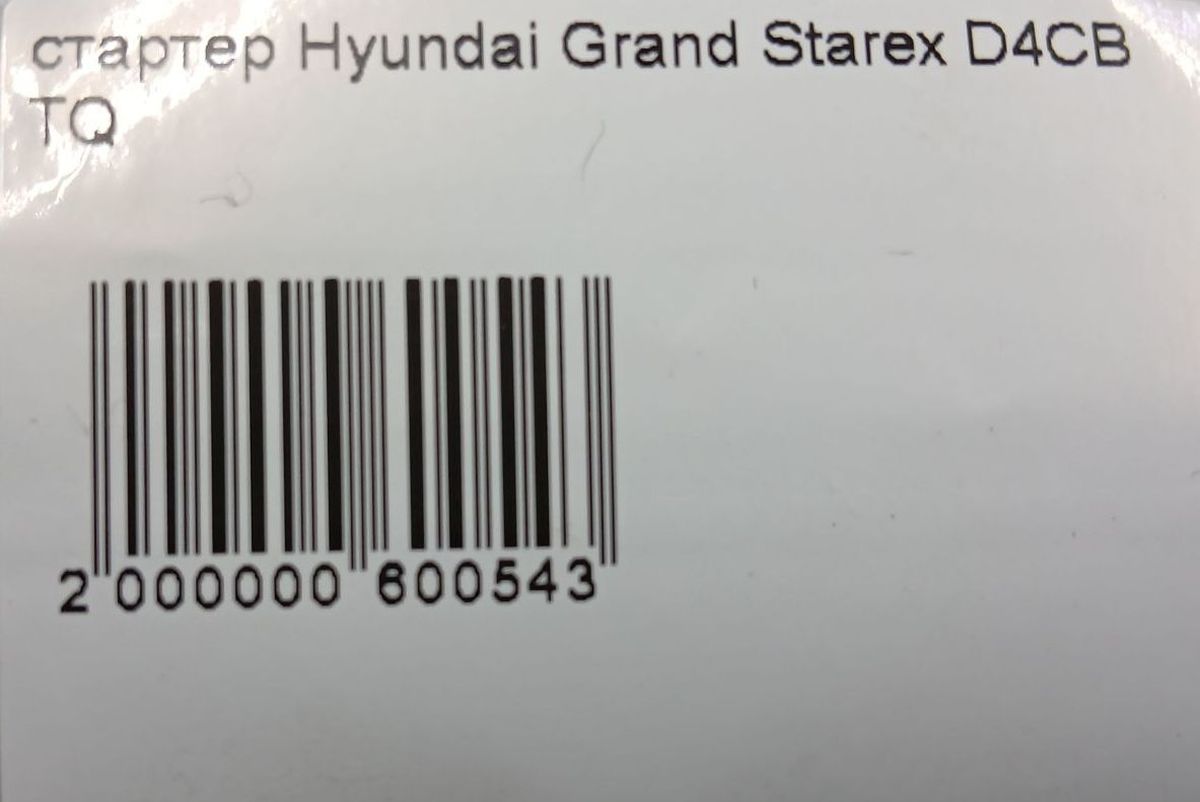 стартер Hyundai Grand Starex D4CB
TQ
2 000000 600543